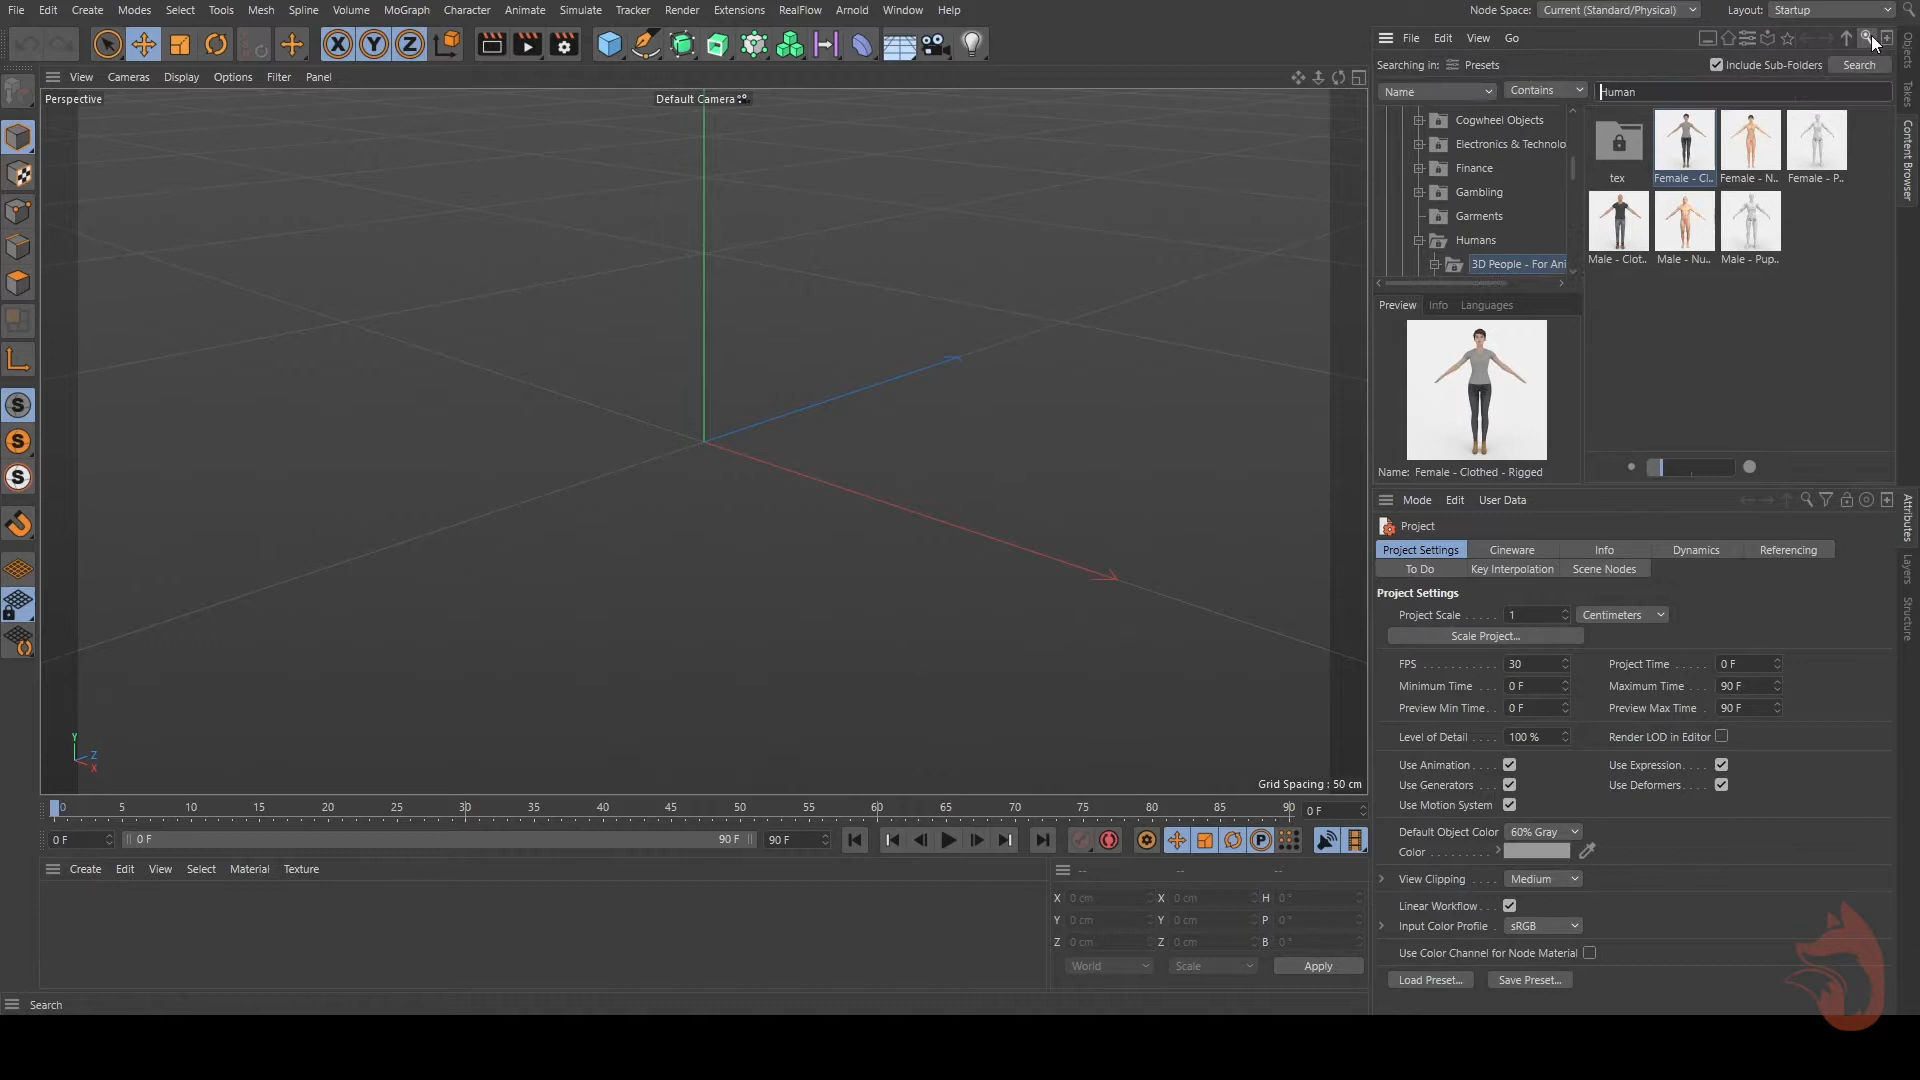 File Edit Create Modes Select Tools Mesh Spline Volume MoGraph Character Animate Simulate Tracker Render Extensions RealFlow Arnold Window Help
Node Space: Current (Standard/Physical) Layout: Startup
File Edit View Go
Searching in: Presets Include Sub-Folders Search
Name Contains Human
View Cameras Display Options Filter Panel
Perspective
Default Camera
Cogwheel Objects
Electronics & Technolo
Finance
Gambling
Garments
Humans
3D People - For Ani
tex Female - Cl.. Female - N.. Female - P..
Male - Clot.. Male - Nu.. Male - Pup..
Preview Info Languages
Name: Female - Clothed - Rigged
Objects
Takes
Content Browser
Attributes
Layers
Structure
Mode Edit User Data
Project
Project Settings Cineware Info Dynamics Referencing
To Do Key Interpolation Scene Nodes
Project Settings
Project Scale ..... 1 Centimeters
Scale Project...
FPS ........... 30 Project Time ..... 0 F
Minimum Time ... 0 F Maximum Time ... 90 F
Preview Min Time.. 0 F Preview Max Time . 90 F
Level of Detail .... 100 % Render LOD in Editor
Use Animation.... Use Expression.....
Use Generators... Use Deformers....
Use Motion System
Default Object Color 60% Gray
Color ..........
View Clipping .... Medium
Linear Workflow ..
Input Color Profile . sRGB
Use Color Channel for Node Material
Load Preset... Save Preset...
X Y Z
S
S
S
Y
Z
X
Grid Spacing : 50 cm
0 5 10 15 20 25 30 35 40 45 50 55 60 65 70 75 80 85 90 0 F
0 F 0 F 90 F 90 F P
Create Edit View Select Material Texture
-- -- --
X 0 cm X 0 cm H 0 °
Y 0 cm Y 0 cm P 0 °
Z 0 cm Z 0 cm B 0 °
World Scale Apply
Search